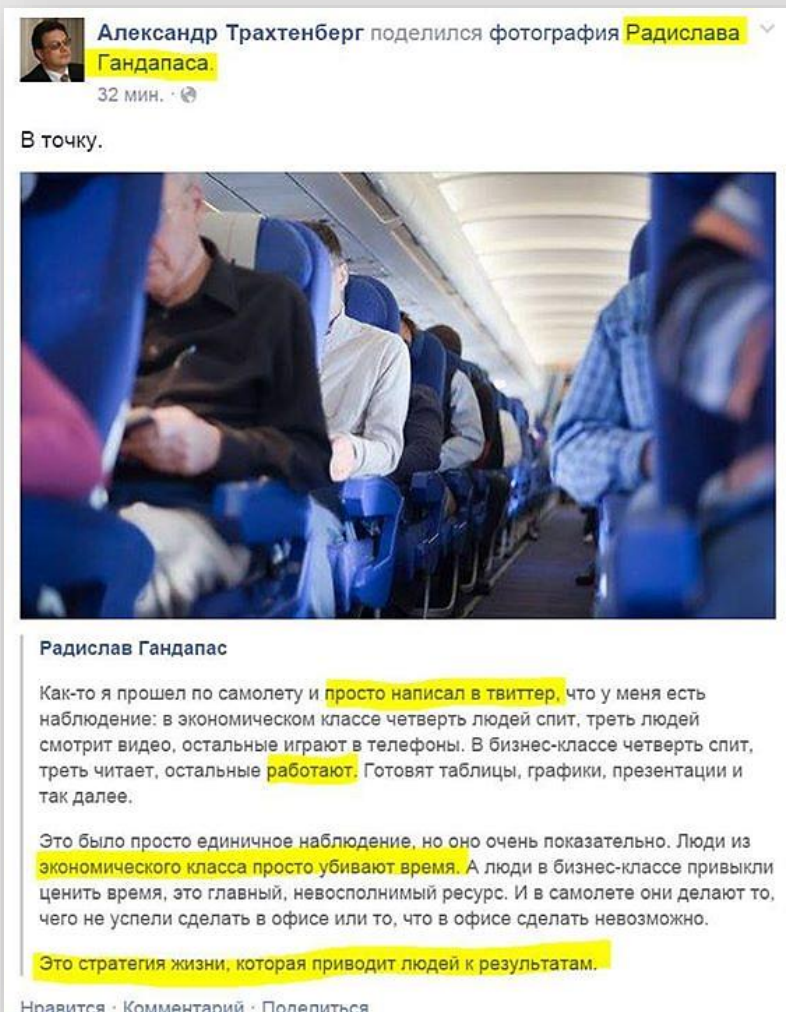 Александр Трахтенберг поделился фотография Радислава
Гандапаса.
32 мин. ·
В точку.
Радислав Гандапас
Как-то я прошел по самолету и просто написал в твиттер, что у меня есть
наблюдение: в экономическом классе четверть людей спит, треть людей
смотрит видео, остальные играют в телефоны. В бизнес-классе четверть спит,
треть читает, остальные работают. Готовят таблицы, графики, презентации и
так далее.
Это было просто единичное наблюдение, но оно очень показательно. Люди из
экономического класса просто убивают время. А люди в бизнес-классе привыкли
ценить время, это главный, невосполнимый ресурс. И в самолете они делают то,
чего не успели сделать в офисе или то, что в офисе сделать невозможно.
Это стратегия жизни, которая приводит людей к результатам.
Нравится · Комментарий · Поделиться